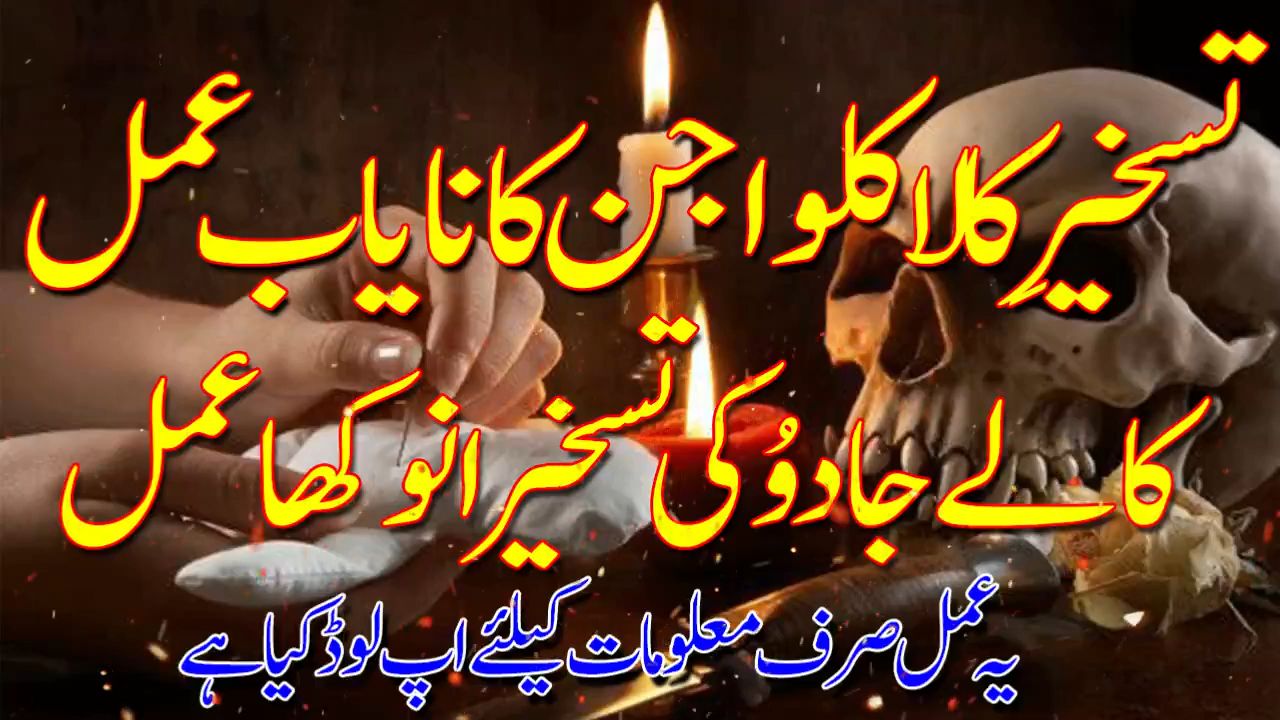 تسخیرِ کالا کلوا جن کا نایاب عمل
کالے جادوُ کی تسخیر انوکھا عمل
یہ عمل صرف معلومات کیلئے اپ لوڈ کیا ہے